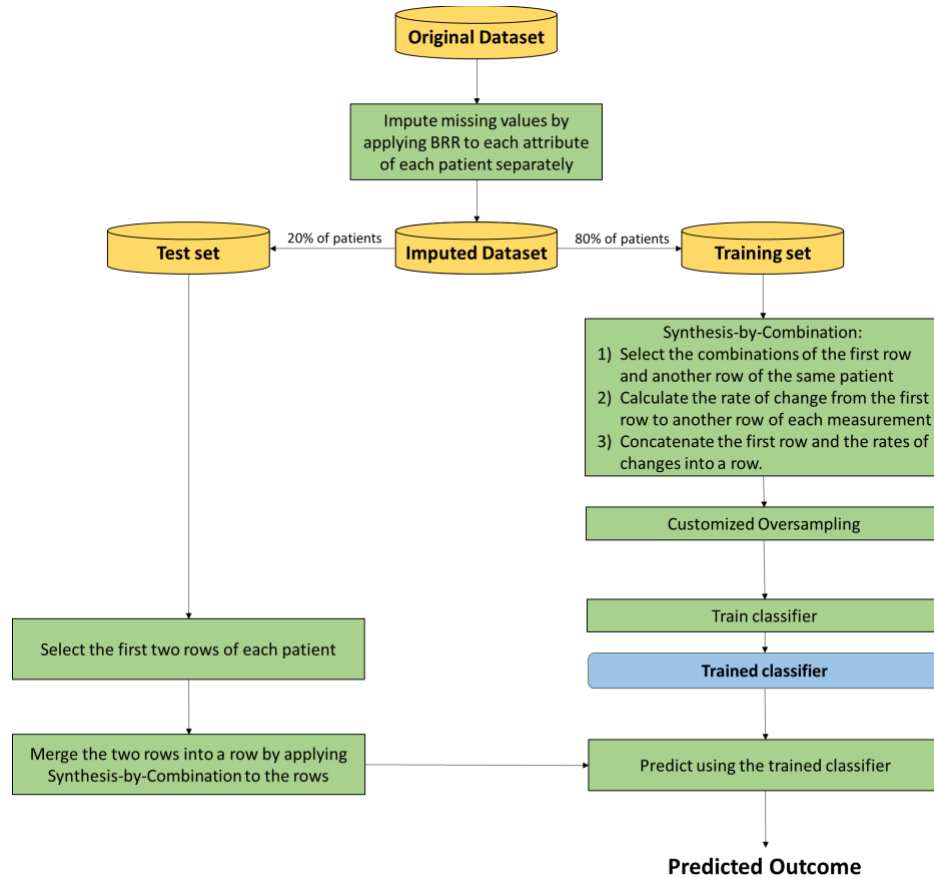 Original Dataset
Impute missing values by
applying BRR to each attribute
of each patient separately
20% of patients
80% of patients
Test set
Imputed Dataset
Training set
Synthesis-by-Combination:
1) Select the combinations of the first row
and another row of the same
patient
2) Calculate the rate of change from the first
row to another row of each measurement
3) Concatenate the first row and the rates of
changes into a row.
Customized Oversampling
Train classifier
Select the first two rows of each patient
Trained classifier
Merge the two rows into a row by applying
Synthesis-by-Combination to the rows
Predict using the trained classifier
Predicted Outcome